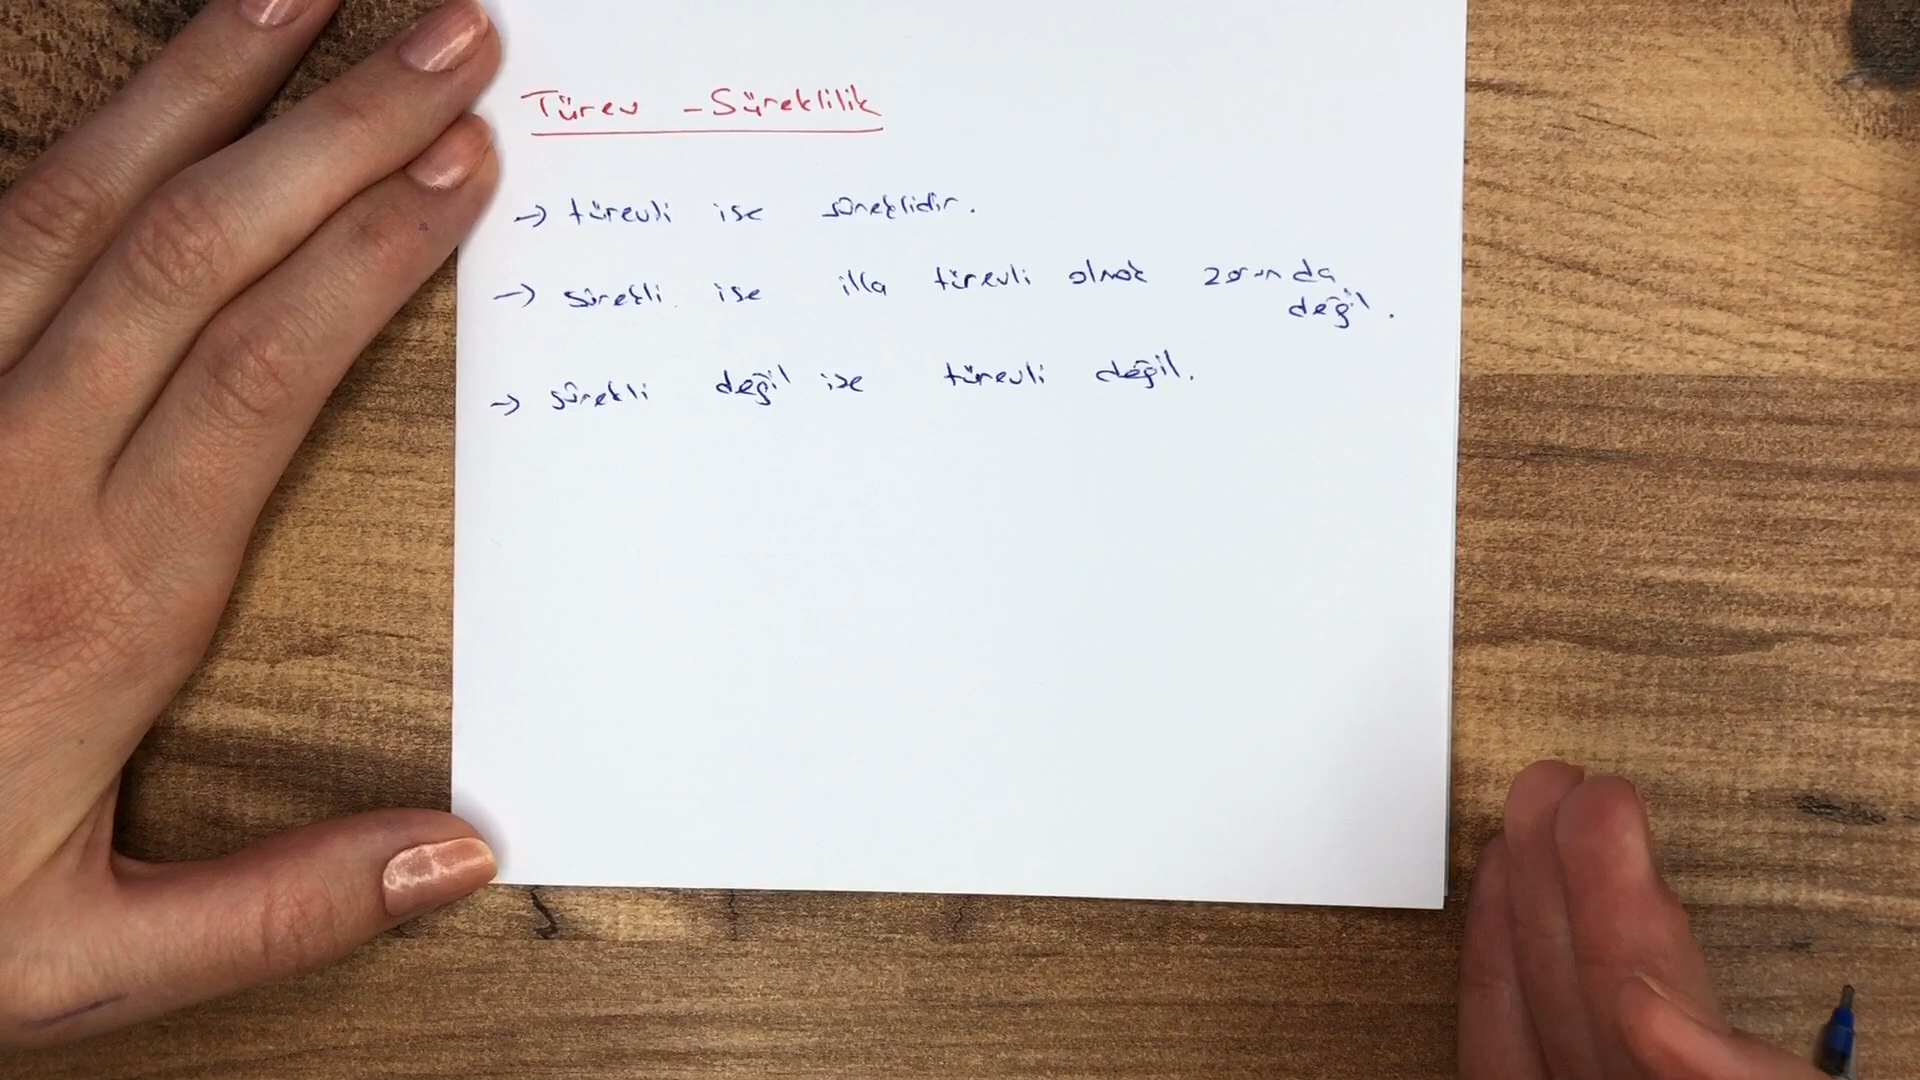 Türev - Süreklilik
→ türevli ise süreklidir.
→ sürekli ise illa türevli olmak zorunda
değil.
→ sürekli değil ise türevli değil.